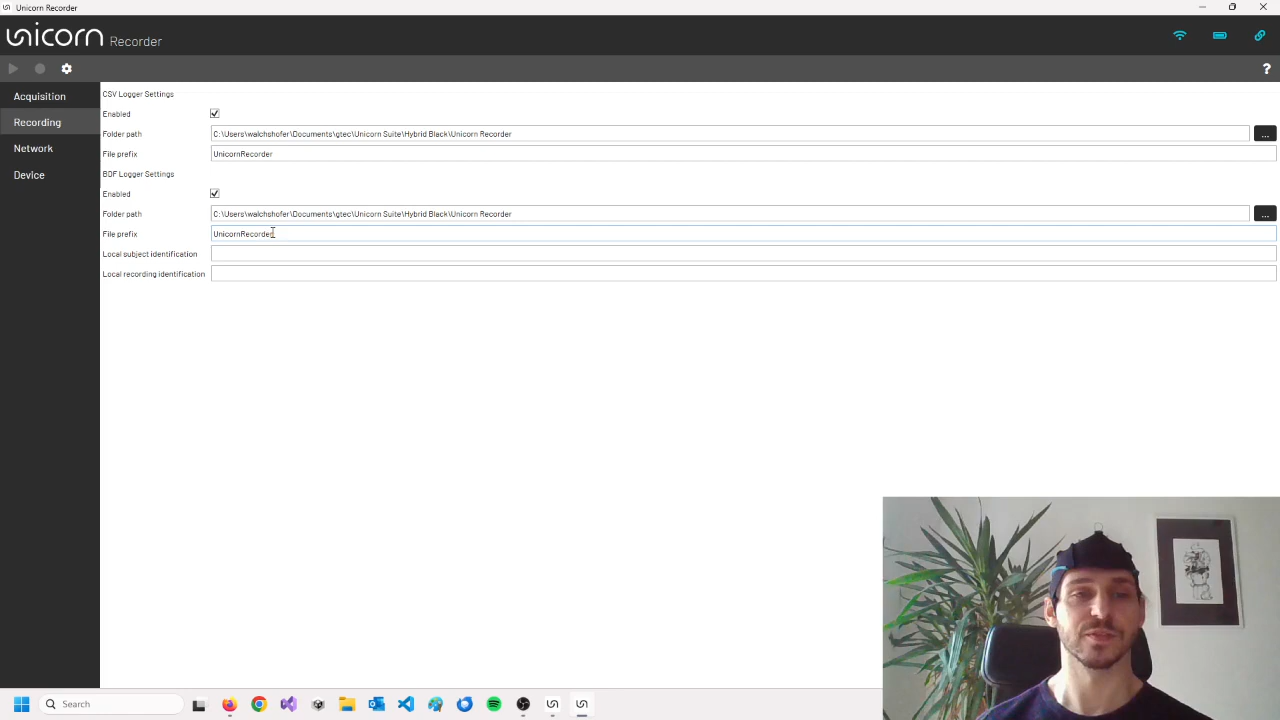 Unicorn Recorder
unicorn Recorder
?
Acquisition
Recording
Network
Device
CSV Logger Settings
Enabled
Folder path C:\Users\walchshofer\Documents\gtec\Unicorn Suite\Hybrid Black\Unicorn Recorder ...
File prefix UnicornRecorder
BDF Logger Settings
Enabled
Folder path C:\Users\walchshofer\Documents\gtec\Unicorn Suite\Hybrid Black\Unicorn Recorder ...
File prefix UnicornRecorder
Local subject identification
Local recording identification
Search